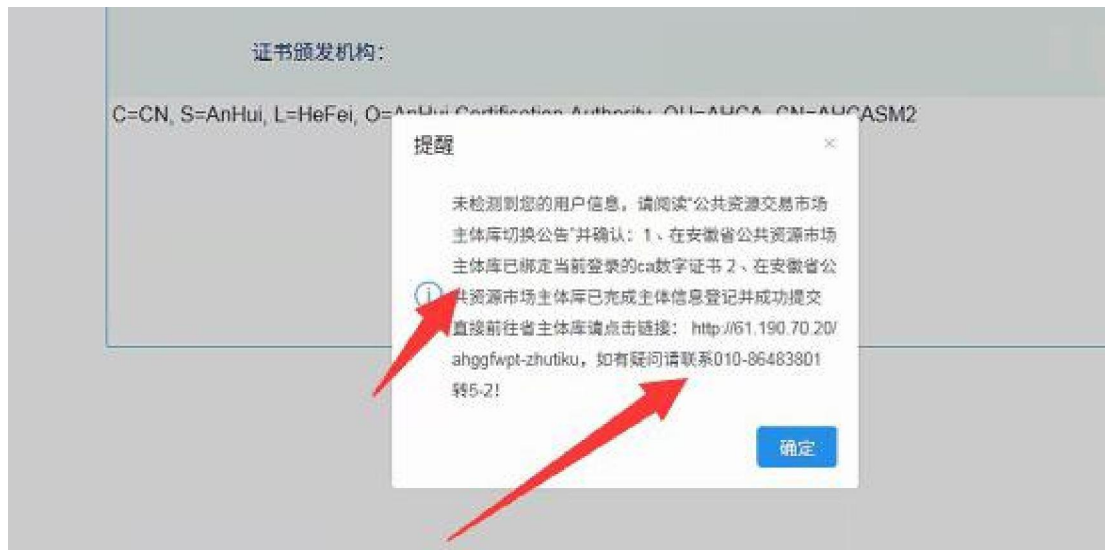 证书颁发机构：
C=CN, S=AnHui, L=HeFei, O=AnHui Certification Authority, OU=AHCA, CN=AHCASM2
提醒
未检测到您的用户信息，请阅读“公共资源交易市场
主体库切换公告”并确认：1、在安徽省公共资源市场
主体库已绑定当前登录的ca数字证书 2、在安徽省公
共资源市场主体库已完成主体信息登记并成功提交
直接前往省主体库请点击链接： http://61.190.70.20/
ahggfwpt-zhutiku，如有疑问请联系010-86483801
转5-2！
确定